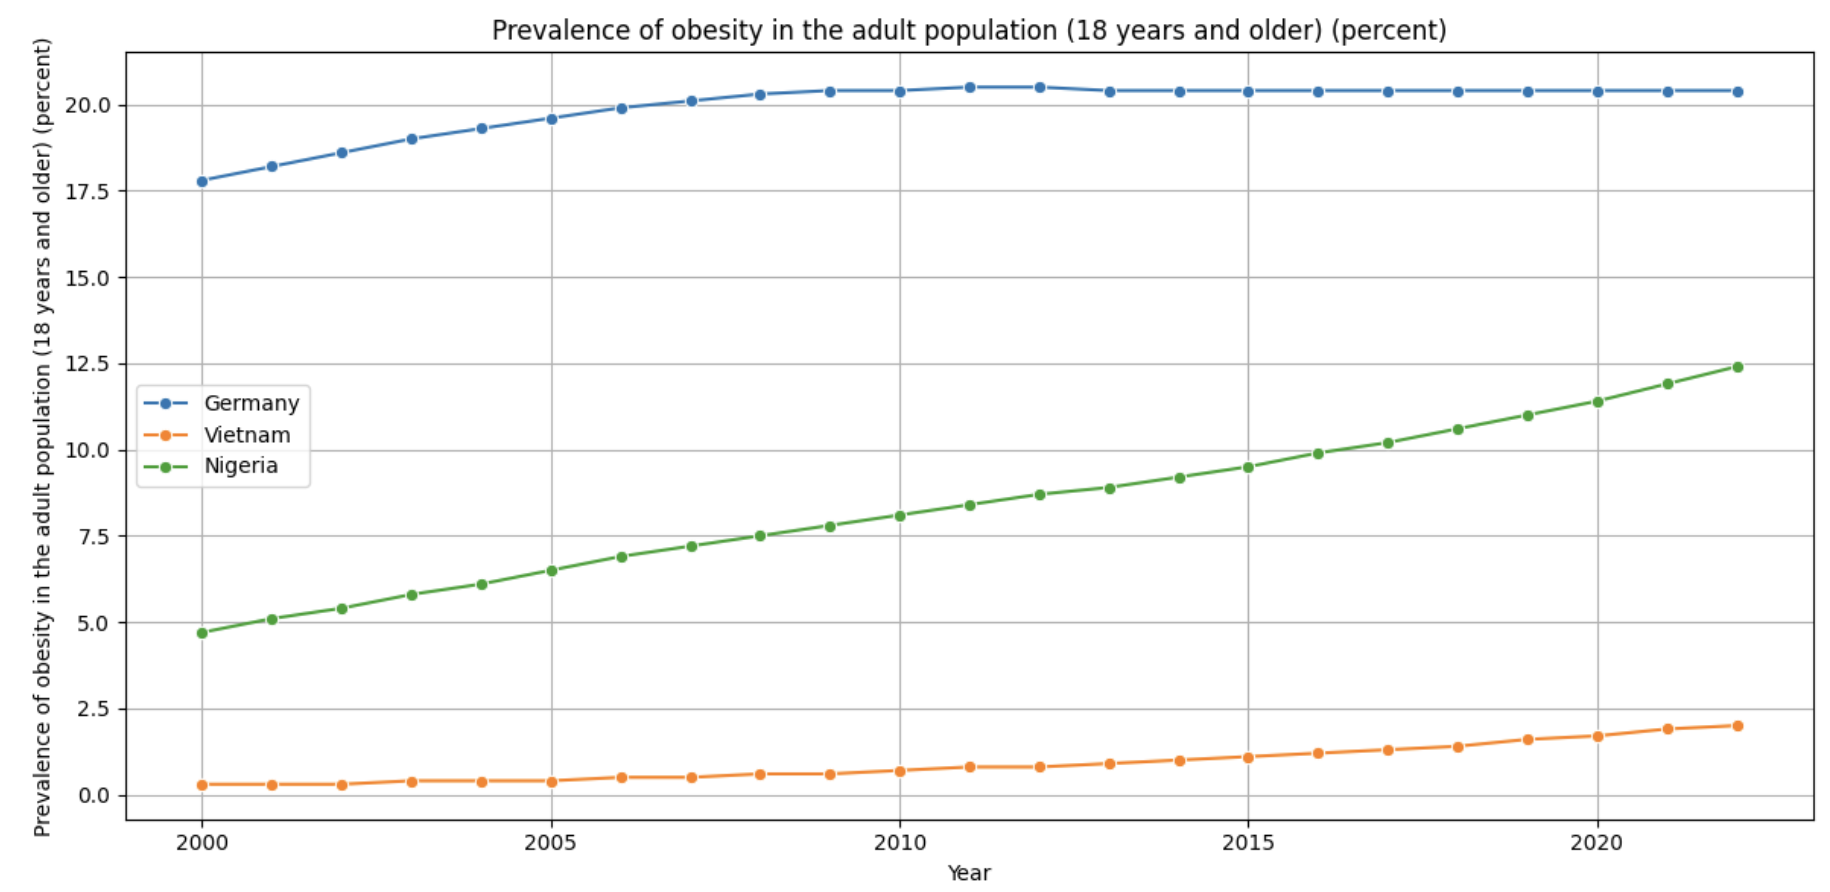 Prevalence of obesity in the adult population (18 years and older) (percent)
Prevalence of obesity in the adult population (18 years and older) (percent)
20.0
17.5
15.0
12.5
10.0
7.5
5.0
2.5
0.0
Germany
Vietnam
Nigeria
2000 2005 2010 2015 2020
Year